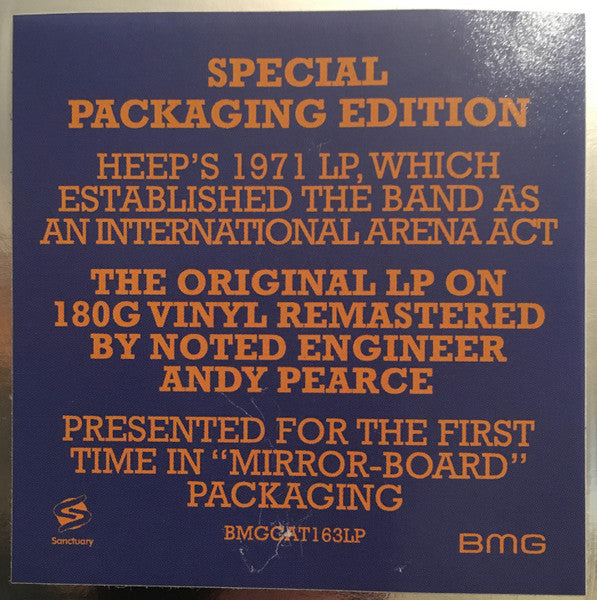 SPECIAL
PACKAGING EDITION
HEEP'S 1971 LP, WHICH
ESTABLISHED THE BAND AS
AN INTERNATIONAL ARENA ACT
THE ORIGINAL LP ON
180G VINYL REMASTERED
BY NOTED ENGINEER
ANDY PEARCE
PRESENTED FOR THE FIRST
TIME IN “MIRROR-BOARD”
PACKAGING
BMGCAT163LP
Sanctuary
BMG